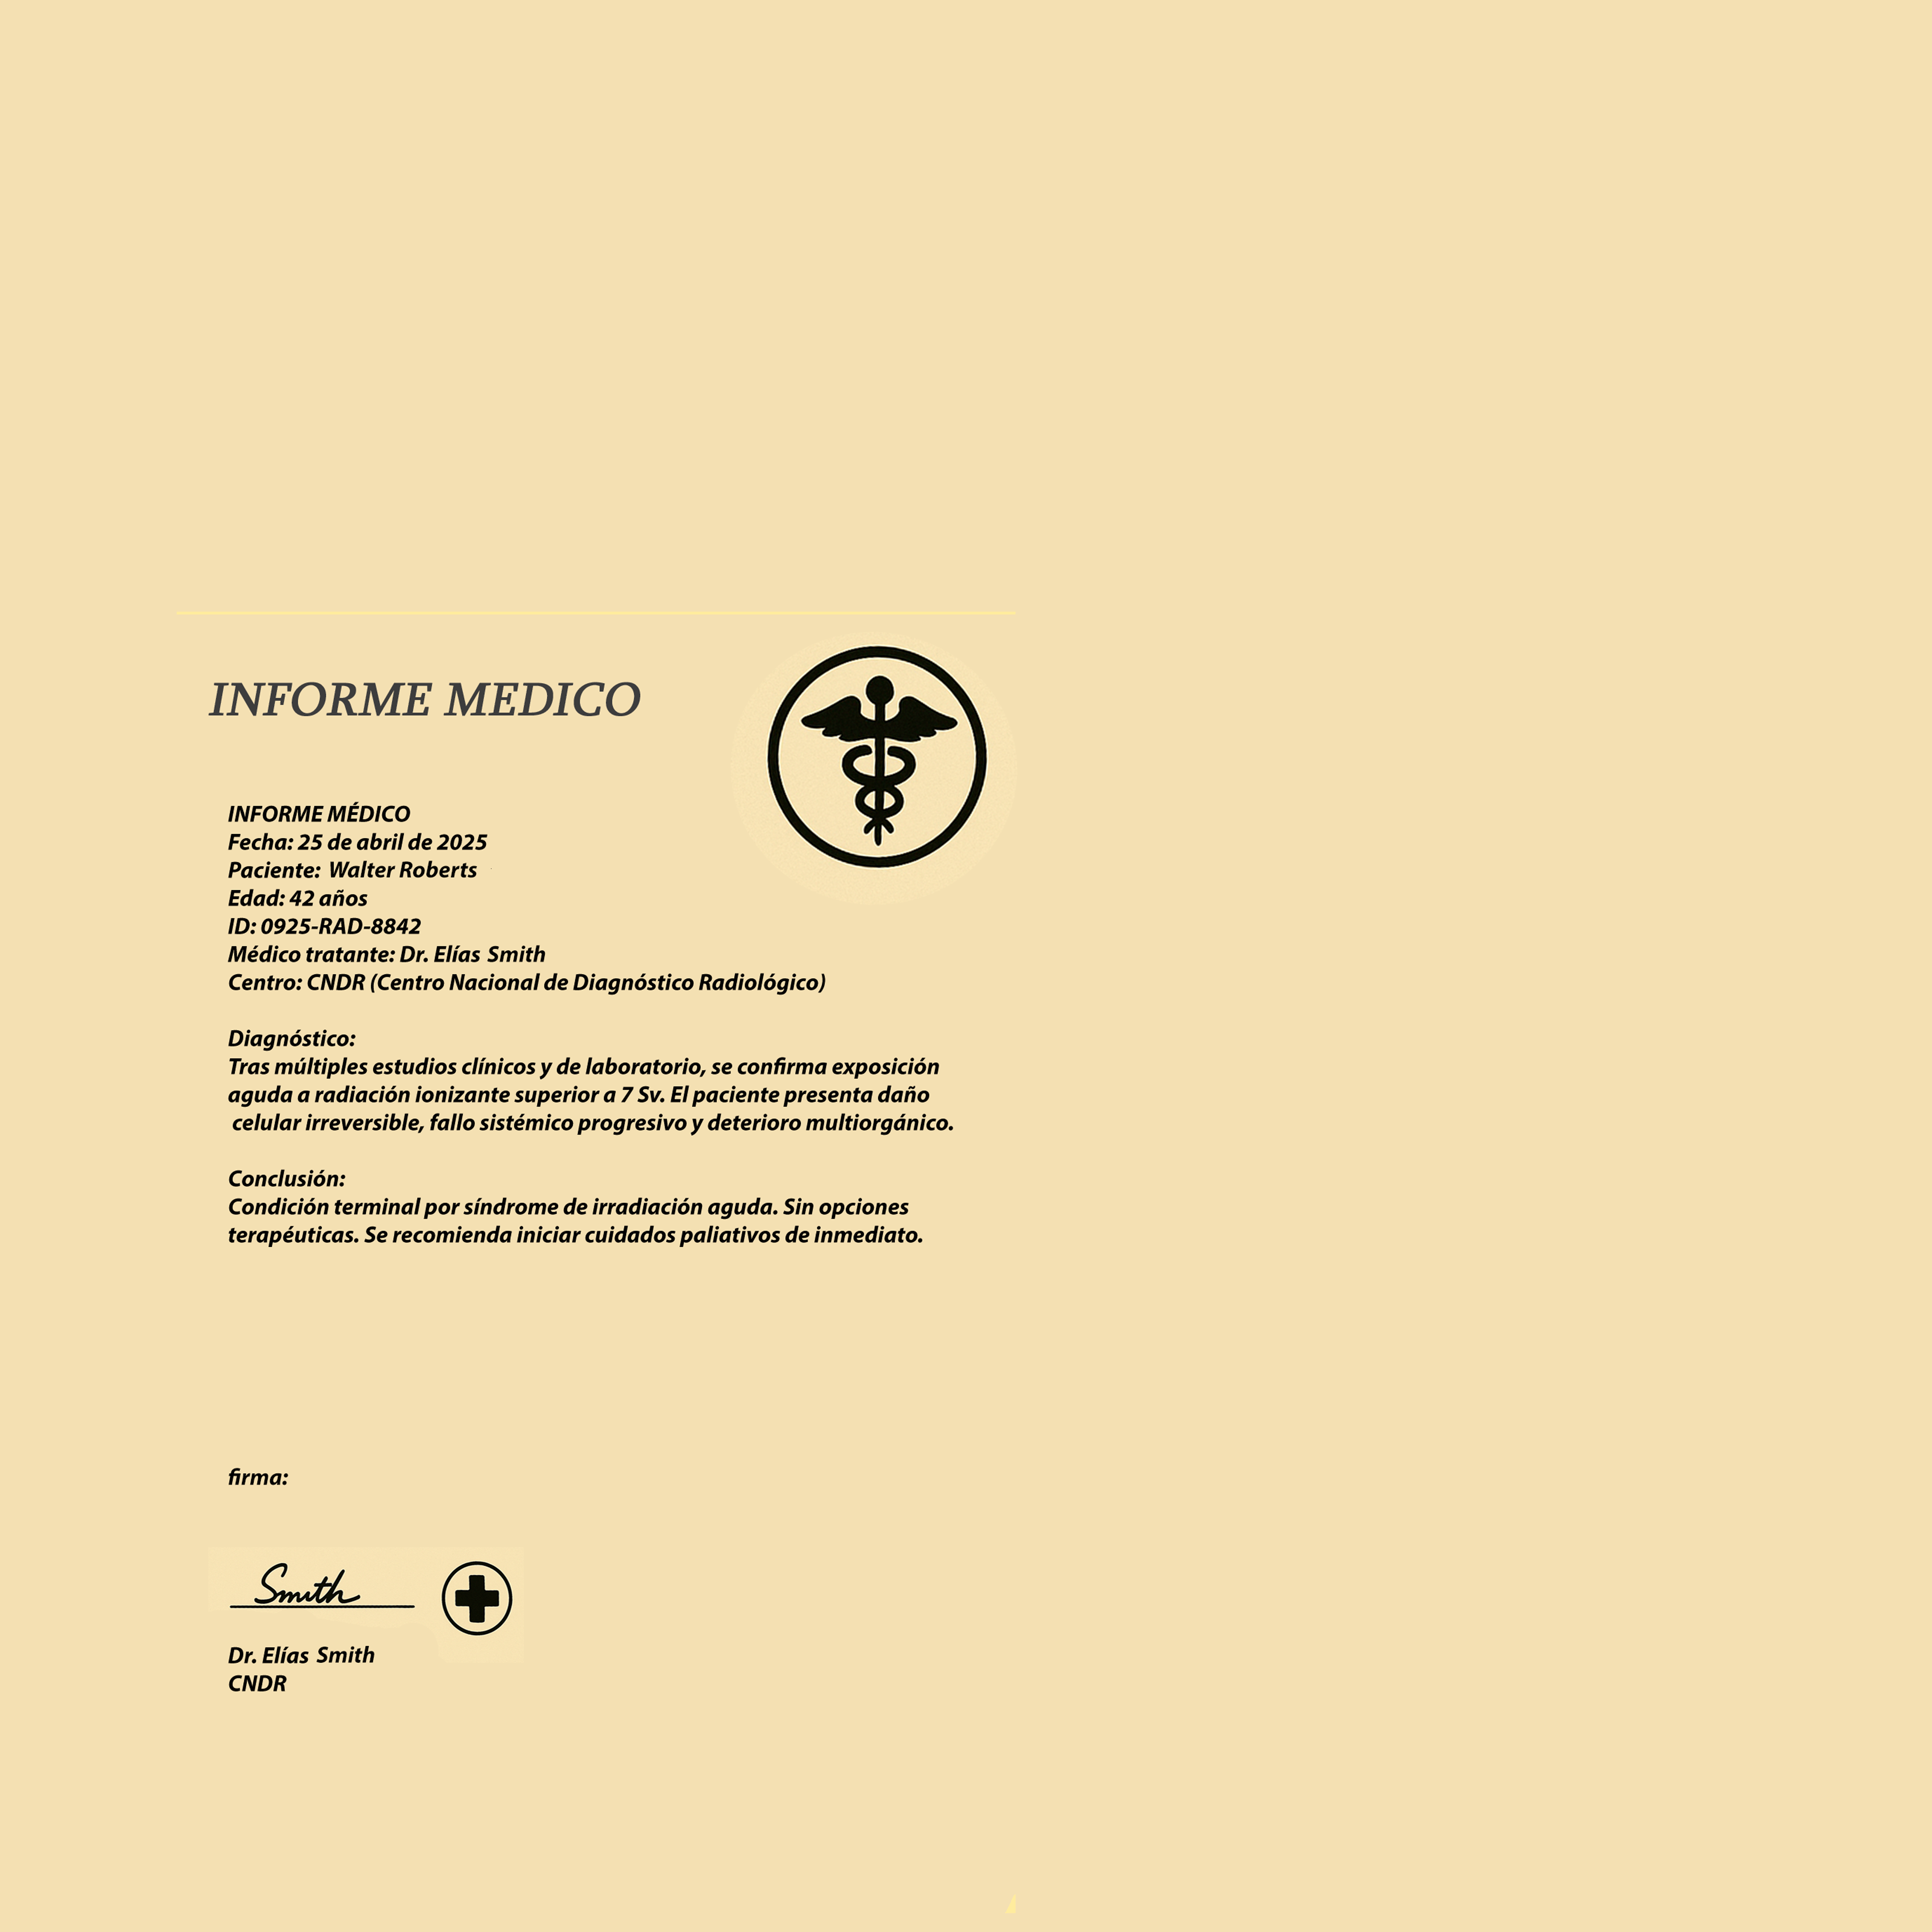 INFORME MEDICO
INFORME MÉDICO
Fecha: 25 de abril de 2025
Paciente: Walter Roberts
Edad: 42 años
ID: 0925-RAD-8842
Médico tratante: Dr. Elías Smith
Centro: CNDR (Centro Nacional de Diagnóstico Radiológico)
Diagnóstico:
Tras múltiples estudios clínicos y de laboratorio, se confirma exposición
aguda a radiación ionizante superior a 7 Sv. El paciente presenta daño
celular irreversible, fallo sistémico progresivo y deterioro multiorgánico.
Conclusión:
Condición terminal por síndrome de irradiación aguda. Sin opciones
terapéuticas. Se recomienda iniciar cuidados paliativos de inmediato.
firma:
Smith
Dr. Elías Smith
CNDR